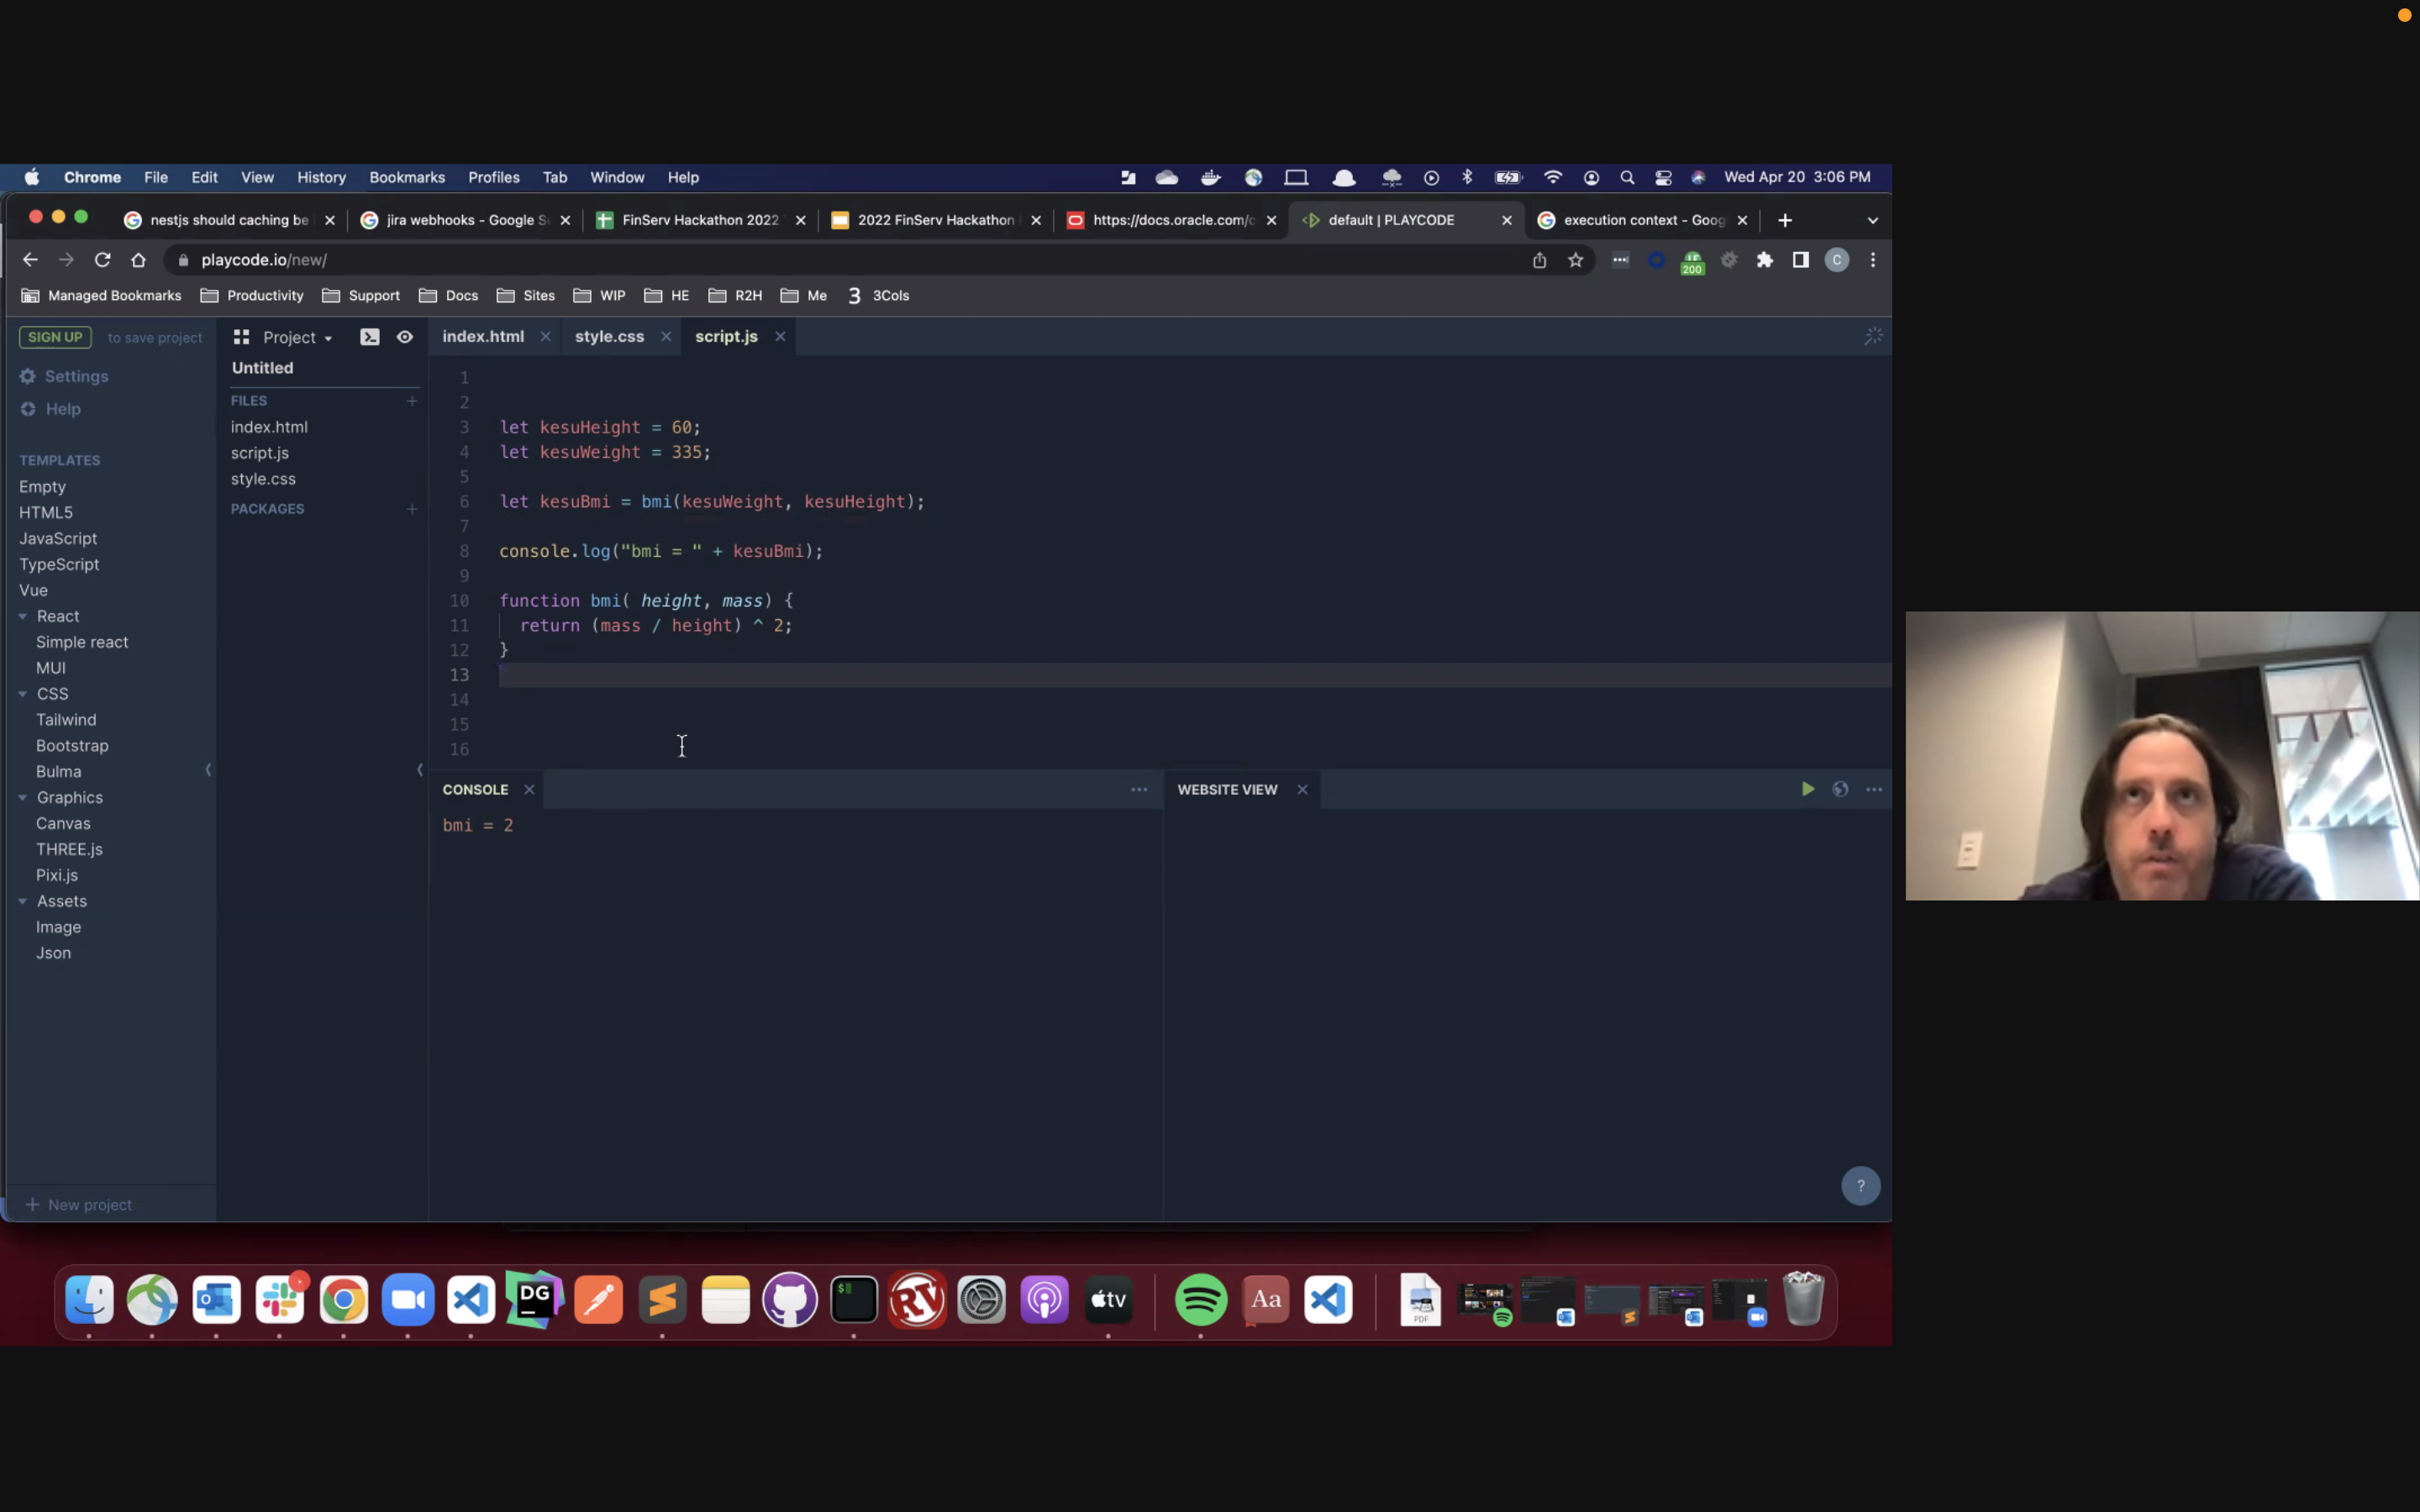 Chrome File Edit View History Bookmarks Profiles Tab Window Help Wed Apr 20 3:06 PM
nestjs should caching be jira webhooks - Google Se FinServ Hackathon 2022 2022 FinServ Hackathon https://docs.oracle.com/c default | PLAYCODE execution context - Goog
playcode.io/new/ 200 C
Managed Bookmarks Productivity Support Docs Sites WIP HE R2H Me 3 3Cols
SIGN UP to save project
Settings
Help
TEMPLATES
Empty
HTML5
JavaScript
TypeScript
Vue
React
Simple react
MUI
CSS
Tailwind
Bootstrap
Bulma
Graphics
Canvas
THREE.js
Pixi.js
Assets
Image
Json
+ New project
Project
Untitled
FILES +
index.html
script.js
style.css
PACKAGES +
index.html style.css script.js
1
2
3 let kesuHeight = 60;
4 let kesuWeight = 335;
5
6 let kesuBmi = bmi(kesuWeight, kesuHeight);
7
8 console.log("bmi = " + kesuBmi);
9
10 function bmi( height, mass) {
11 return (mass / height) ^ 2;
12 }
13
14
15
16
CONSOLE
bmi = 2
WEBSITE VIEW
?
DG
RV
tv
Aa
PDF